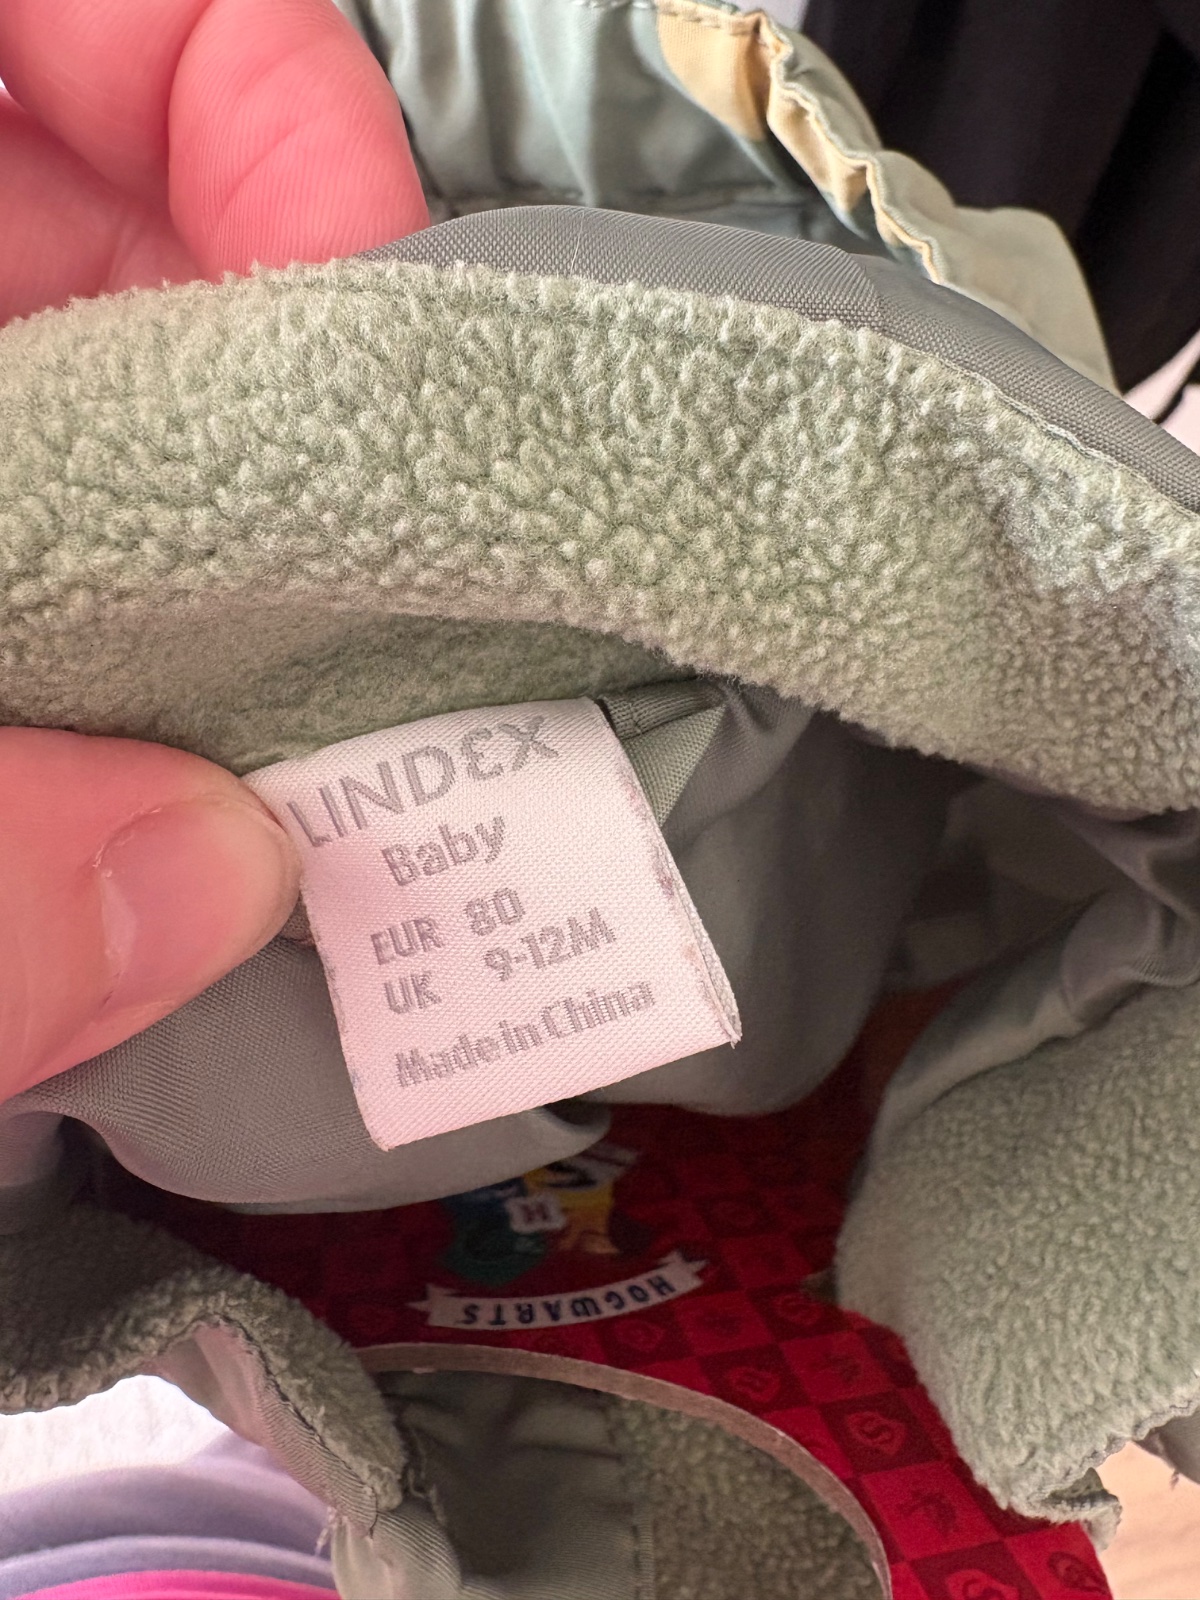 LINDEX
Baby
EUR 80
UK 9-12M
Made in China
H
HOGWARTS